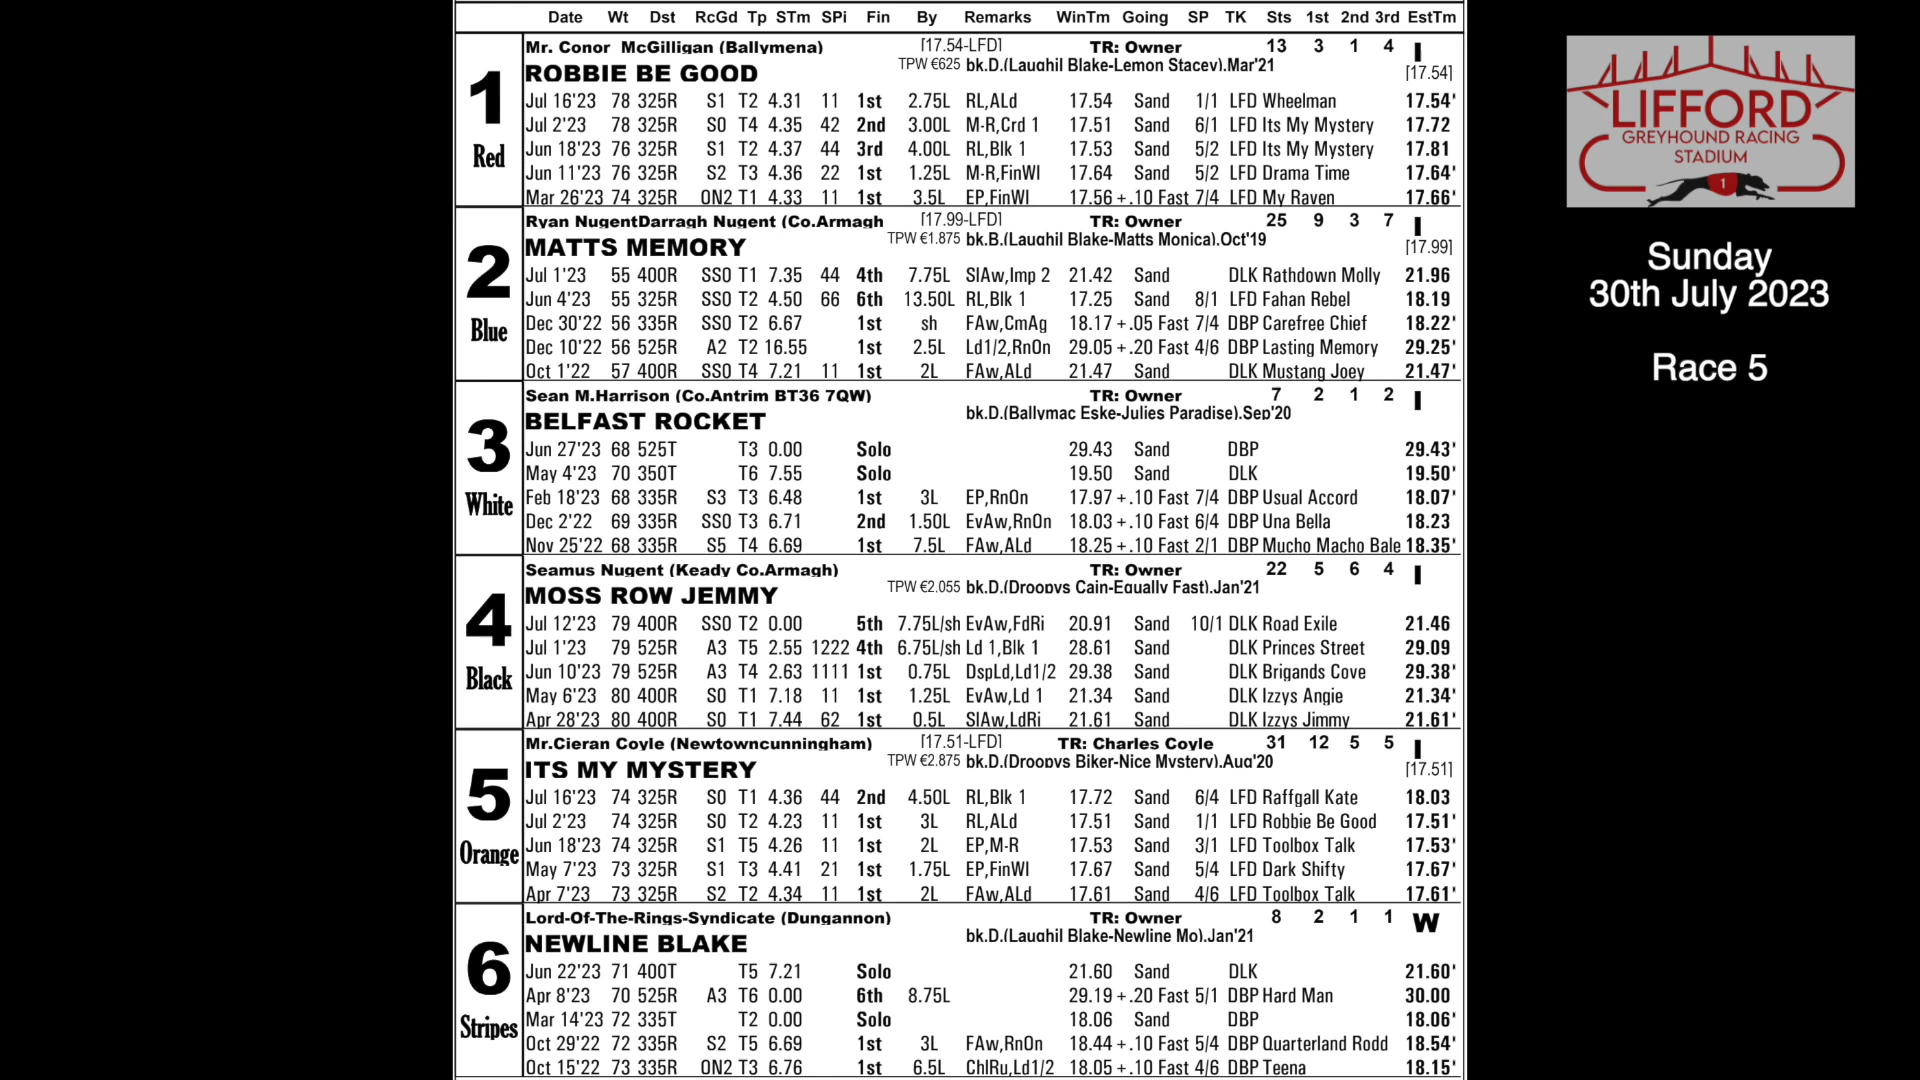 Date Wt Dst RcGd Tp STm SPi Fin By Remarks WinTm Going SP TK Sts 1st 2nd 3rd EstTm
1
Red
Mr. Conor McGilligan (Ballymena) [17.54-LFD] TR: Owner 13 3 1 4 I
TPW €625 bk.D.(Laughil Blake-Lemon Stacey).Mar'21
ROBBIE BE GOOD [17.54]
Jul 16'23 78 325R S1 T2 4.31 11 1st 2.75L RL,ALd 17.54 Sand 1/1 LFD Wheelman 17.54'
Jul 2'23 78 325R S0 T4 4.35 42 2nd 3.00L M-R,Crd 1 17.51 Sand 6/1 LFD Its My Mystery 17.72
Jun 18'23 76 325R S1 T2 4.37 44 3rd 4.00L RL,Blk 1 17.53 Sand 5/2 LFD Its My Mystery 17.81
Jun 11'23 76 325R S2 T3 4.36 22 1st 1.25L M-R,FinWl 17.64 Sand 5/2 LFD Drama Time 17.64'
Mar 26'23 74 325R ON2 T1 4.33 11 1st 3.5L EP,FinWl 17.56 +.10 Fast 7/4 LFD My Raven 17.66'
2
Blue
Ryan NugentDarragh Nugent (Co.Armagh [17.99-LFD] TR: Owner 25 9 3 7 I
TPW €1.875 bk.B.(Laughil Blake-Matts Monica).Oct'19
MATTS MEMORY [17.99]
Jul 1'23 55 400R SS0 T1 7.35 44 4th 7.75L SlAw,Imp 2 21.42 Sand DLK Rathdown Molly 21.96
Jun 4'23 55 325R SS0 T2 4.50 66 6th 13.50L RL,Blk 1 17.25 Sand 8/1 LFD Fahan Rebel 18.19
Dec 30'22 56 335R SS0 T2 6.67 1st sh FAw,CmAg 18.17 +.05 Fast 7/4 DBP Carefree Chief 18.22'
Dec 10'22 56 525R A2 T2 16.55 1st 2.5L Ld1/2,RnOn 29.05 +.20 Fast 4/6 DBP Lasting Memory 29.25'
Oct 1'22 57 400R SS0 T4 7.21 11 1st 2L FAw,ALd 21.47 Sand DLK Mustang Joey 21.47'
3
White
Sean M.Harrison (Co.Antrim BT36 7QW) TR: Owner 7 2 1 2 I
bk.D.(Ballymac Eske-Julies Paradise).Sep'20
BELFAST ROCKET
Jun 27'23 68 525T T3 0.00 Solo 29.43 Sand DBP 29.43'
May 4'23 70 350T T6 7.55 Solo 19.50 Sand DLK 19.50'
Feb 18'23 68 335R S3 T3 6.48 1st 3L EP,RnOn 17.97 +.10 Fast 7/4 DBP Usual Accord 18.07'
Dec 2'22 69 335R SS0 T3 6.71 2nd 1.50L EvAw,RnOn 18.03 +.10 Fast 6/4 DBP Una Bella 18.23
Nov 25'22 68 335R S5 T4 6.69 1st 7.5L FAw,ALd 18.25 +.10 Fast 2/1 DBP Mucho Macho Bale 18.35'
4
Black
Seamus Nugent (Keady Co.Armagh) TR: Owner 22 5 6 4 I
TPW €2.055 bk.D.(Droopys Cain-Equally Fast).Jan'21
MOSS ROW JEMMY
Jul 12'23 79 400R SS0 T2 0.00 5th 7.75L/sh EvAw,FdRi 20.91 Sand 10/1 DLK Road Exile 21.46
Jul 1'23 79 525R A3 T5 2.55 1222 4th 6.75L/sh Ld 1,Blk 1 28.61 Sand DLK Princes Street 29.09
Jun 10'23 79 525R A3 T4 2.63 1111 1st 0.75L DspLd,Ld1/2 29.38 Sand DLK Brigands Cove 29.38'
May 6'23 80 400R S0 T1 7.18 11 1st 1.25L EvAw,Ld 1 21.34 Sand DLK Izzys Angie 21.34'
Apr 28'23 80 400R S0 T1 7.44 62 1st 0.5L SlAw,LdRi 21.61 Sand DLK Izzys Jimmy 21.61'
5
Orange
Mr.Cieran Coyle (Newtowncunningham) [17.51-LFD] TR: Charles Coyle 31 12 5 5 I
TPW €2.875 bk.D.(Droopys Biker-Nice Mystery).Aug'20
ITS MY MYSTERY [17.51]
Jul 16'23 74 325R S0 T1 4.36 44 2nd 4.50L RL,Blk 1 17.72 Sand 6/4 LFD Raffgall Kate 18.03
Jul 2'23 74 325R S0 T2 4.23 11 1st 3L RL,ALd 17.51 Sand 1/1 LFD Robbie Be Good 17.51'
Jun 18'23 74 325R S1 T5 4.26 11 1st 2L EP,M-R 17.53 Sand 3/1 LFD Toolbox Talk 17.53'
May 7'23 73 325R S1 T3 4.41 21 1st 1.75L EP,FinWl 17.67 Sand 5/4 LFD Dark Shifty 17.67'
Apr 7'23 73 325R S2 T2 4.34 11 1st 2L FAw,ALd 17.61 Sand 4/6 LFD Toolbox Talk 17.61'
6
Stripes
Lord-Of-The-Rings-Syndicate (Dungannon) TR: Owner 8 2 1 1 W
bk.D.(Laughil Blake-Newline Mo).Jan'21
NEWLINE BLAKE
Jun 22'23 71 400T T5 7.21 Solo 21.60 Sand DLK 21.60'
Apr 8'23 70 525R A3 T6 0.00 6th 8.75L 29.19 +.20 Fast 5/1 DBP Hard Man 30.00
Mar 14'23 72 335T T2 0.00 Solo 18.06 Sand DBP 18.06'
Oct 29'22 72 335R S2 T5 6.69 1st 3L FAw,RnOn 18.44 +.10 Fast 5/4 DBP Quarterland Rodd 18.54'
Oct 15'22 73 335R ON2 T3 6.76 1st 6.5L ChlRu,Ld1/2 18.05 +.10 Fast 4/6 DBP Teena 18.15'
LIFFORD
GREYHOUND RACING
STADIUM
1
Sunday
30th July 2023
Race 5